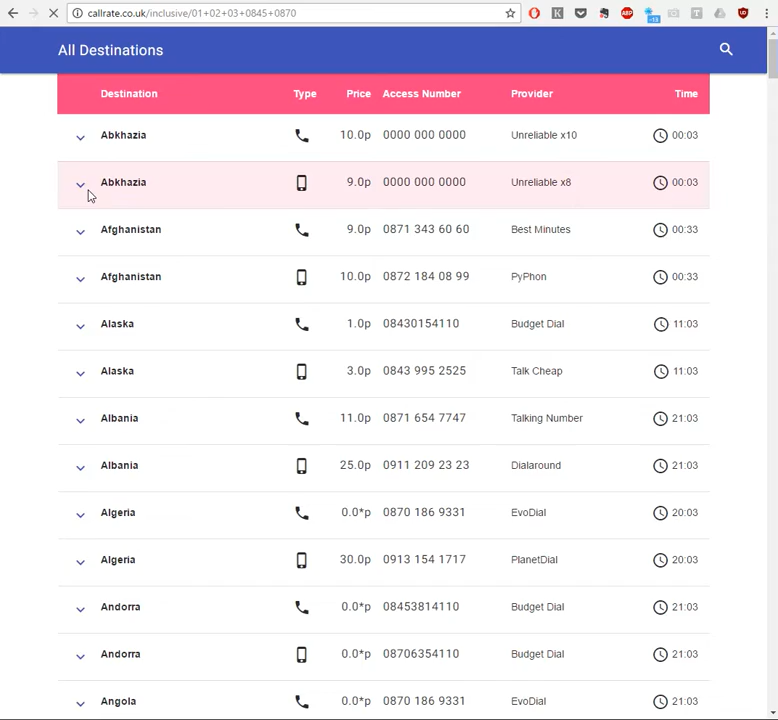 callrate.co.uk/inclusive/01+02+03+0845+0870
All Destinations
Destination Type Price Access Number Provider Time
Abkhazia 10.0p 0000 000 0000 Unreliable x10 00:03
Abkhazia 9.0p 0000 000 0000 Unreliable x8 00:03
Afghanistan 9.0p 0871 343 60 60 Best Minutes 00:33
Afghanistan 10.0p 0872 184 08 99 PyPhon 00:33
Alaska 1.0p 08430154110 Budget Dial 11:03
Alaska 3.0p 0843 995 2525 Talk Cheap 11:03
Albania 11.0p 0871 654 7747 Talking Number 21:03
Albania 25.0p 0911 209 23 23 Dialaround 21:03
Algeria 0.0*p 0870 186 9331 EvoDial 20:03
Algeria 30.0p 0913 154 1717 PlanetDial 20:03
Andorra 0.0*p 08453814110 Budget Dial 21:03
Andorra 0.0*p 08706354110 Budget Dial 21:03
Angola 0.0*p 0870 186 9331 EvoDial 21:03